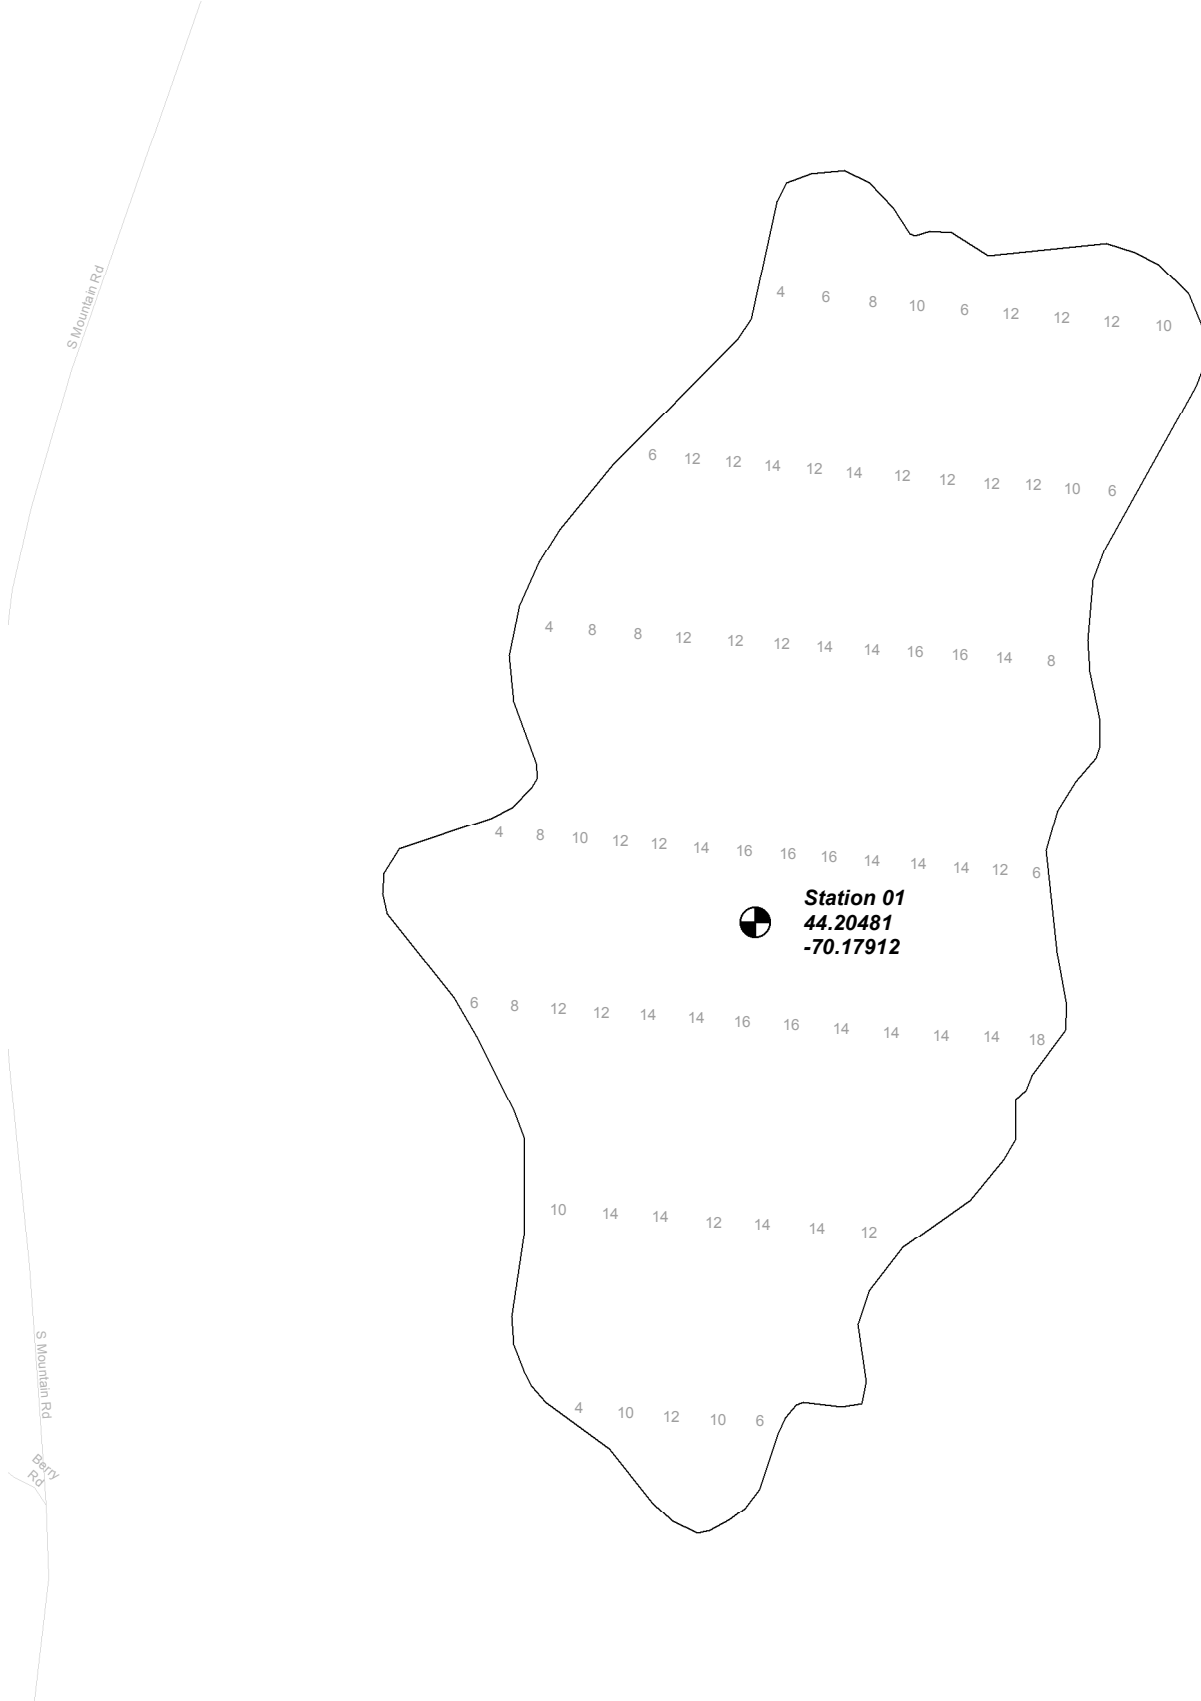 S Mountain Rd
4 6 8 10 6 12 12 12 10
6 12 12 14 12 14 12 12 12 12 10 6
4 8 8 12 12 12 14 14 16 16 14 8
4 8 10 12 12 14 16 16 16 14 14 14 12 6
Station 01
44.20481
-70.17912
6 8 12 12 14 14 16 16 14 14 14 14 18
10 14 14 12 14 14 12
S Mountain Rd
4 10 12 10 6
Berry
Rd